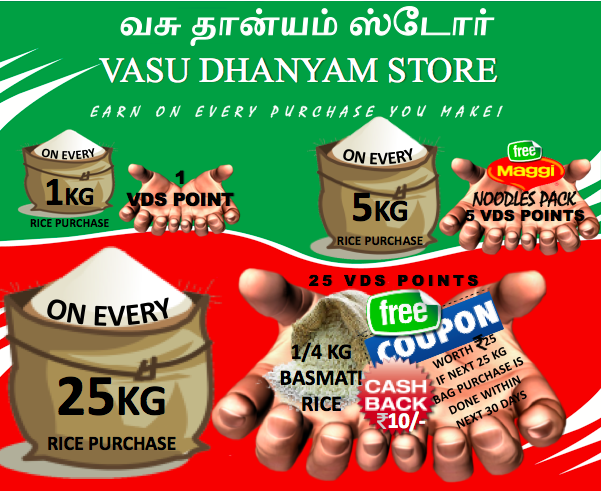 வசு தான்யம் ஸ்டோர்
VASU DHANYAM STORE
EARN ON EVERY PURCHASE YOU MAKE!
ON EVERY
1KG
RICE PURCHASE
1
VDS POINT
ON EVERY
5KG
RICE PURCHASE
free
Maggi
NOODLES PACK
5 VDS POINTS
ON EVERY
25KG
RICE PURCHASE
25 VDS POINTS
1/4 KG
BASMATI
RICE
free
COUPON
WORTH ₹25
IF NEXT 25 KG
BAG PURCHASE IS
DONE WITHIN
NEXT 30 DAYS
CASH
BACK
₹10/-